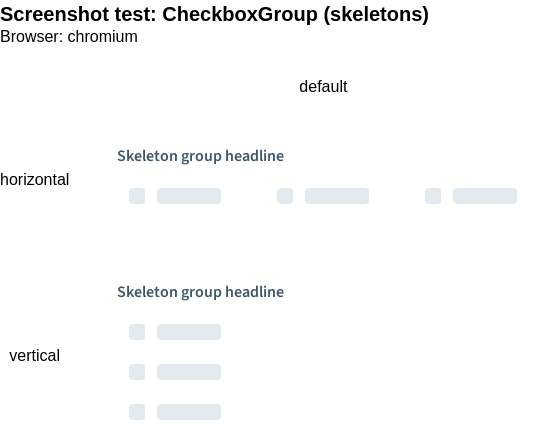 Screenshot test: CheckboxGroup (skeletons)
Browser: chromium
default
Skeleton group headline
horizontal
Skeleton group headline
vertical